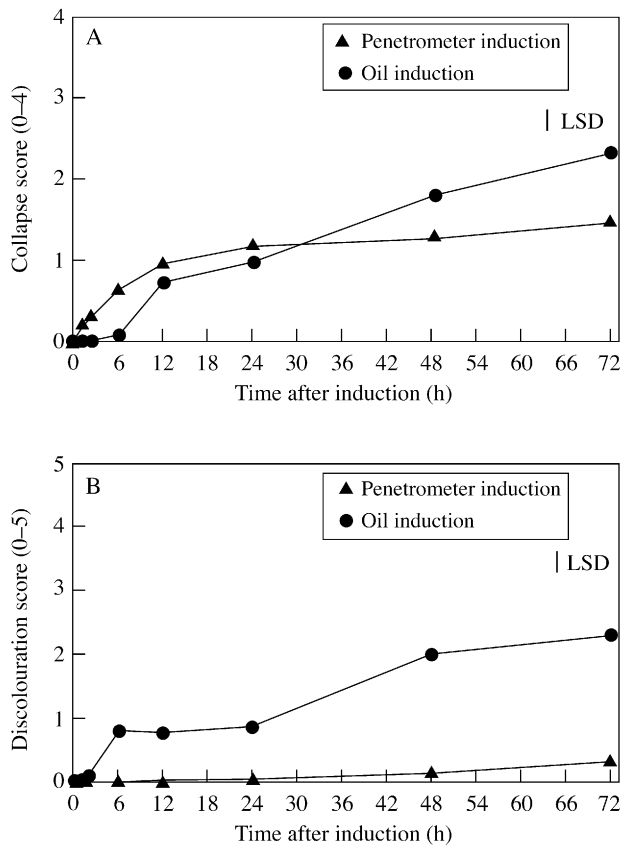 A
Penetrometer induction
Oil induction
LSD
Collapse score (0–4)
4
3
2
1
0
0 6 12 18 24 30 36 42 48 54 60 66 72
Time after induction (h)
B
Penetrometer induction
Oil induction
LSD
Discolouration score (0–5)
5
4
3
2
1
0
0 6 12 18 24 30 36 42 48 54 60 66 72
Time after induction (h)